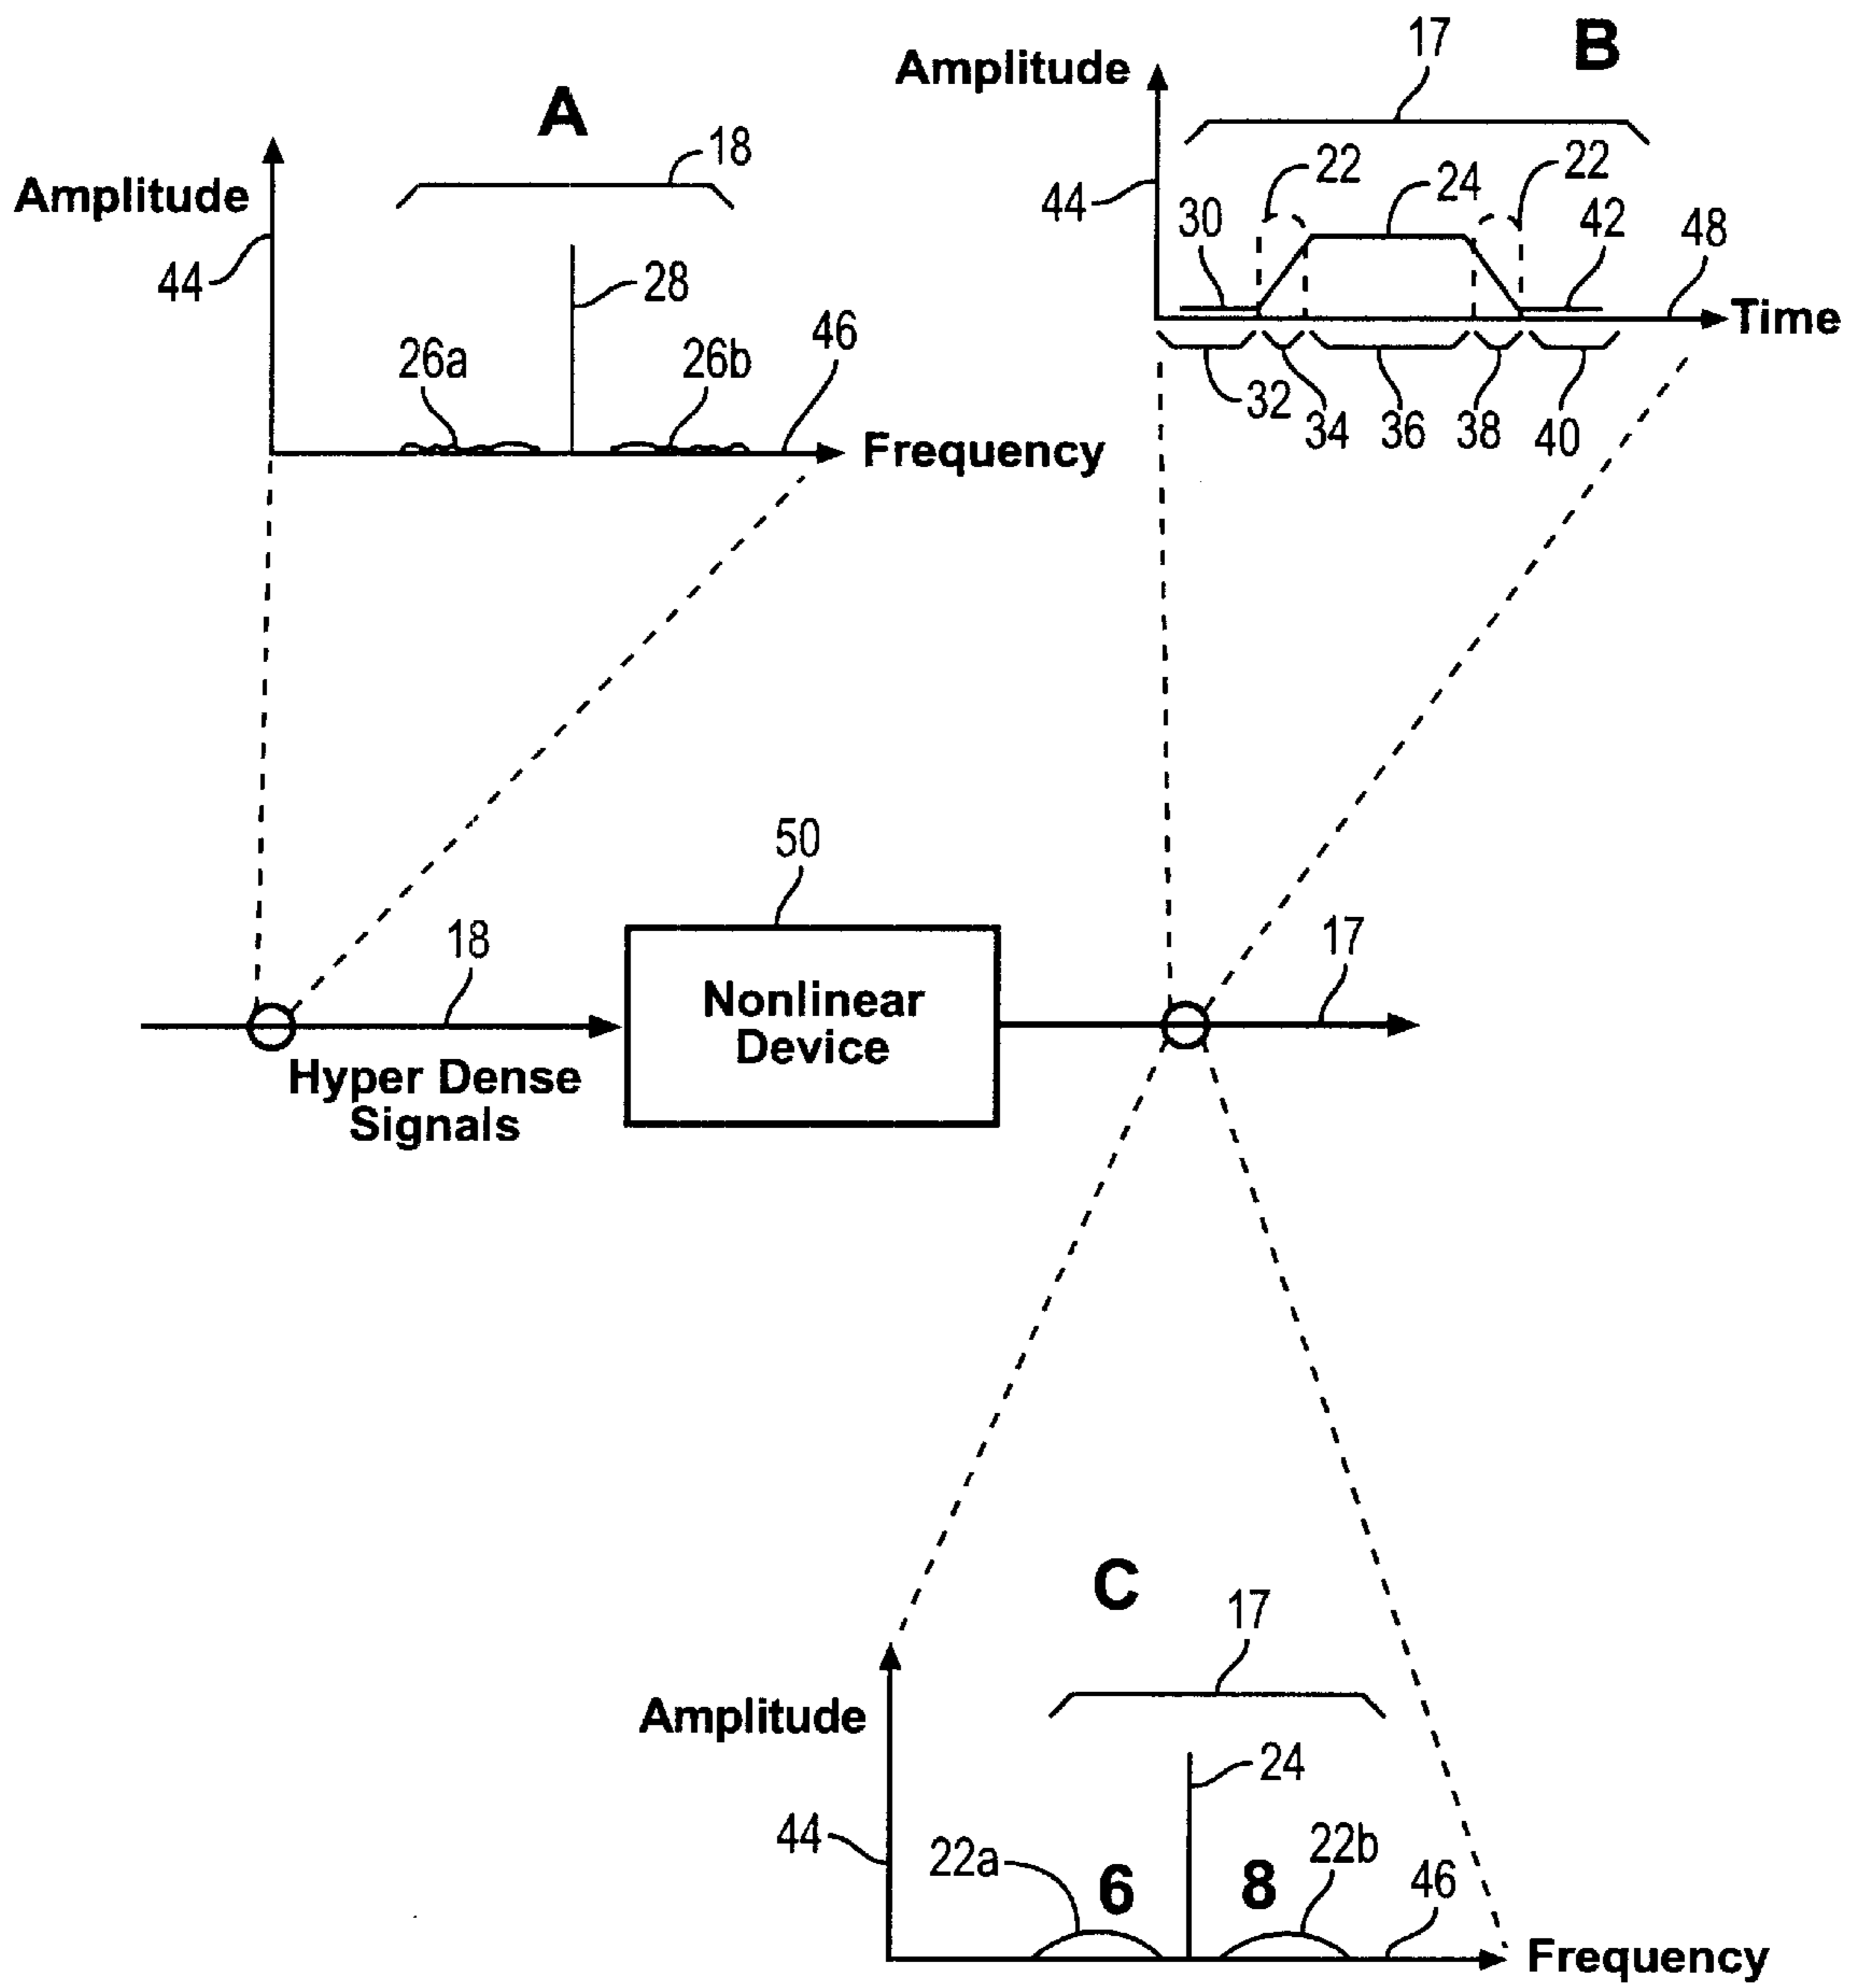 A
Amplitude
18
44
28
26a
26b
46
Frequency
B
17
Amplitude
22
24
22
44
30
42
48
Time
32
34
36
38
40
50
18
Nonlinear
Device
17
Hyper Dense
Signals
C
17
Amplitude
24
44
22a
6
8
22b
46
Frequency